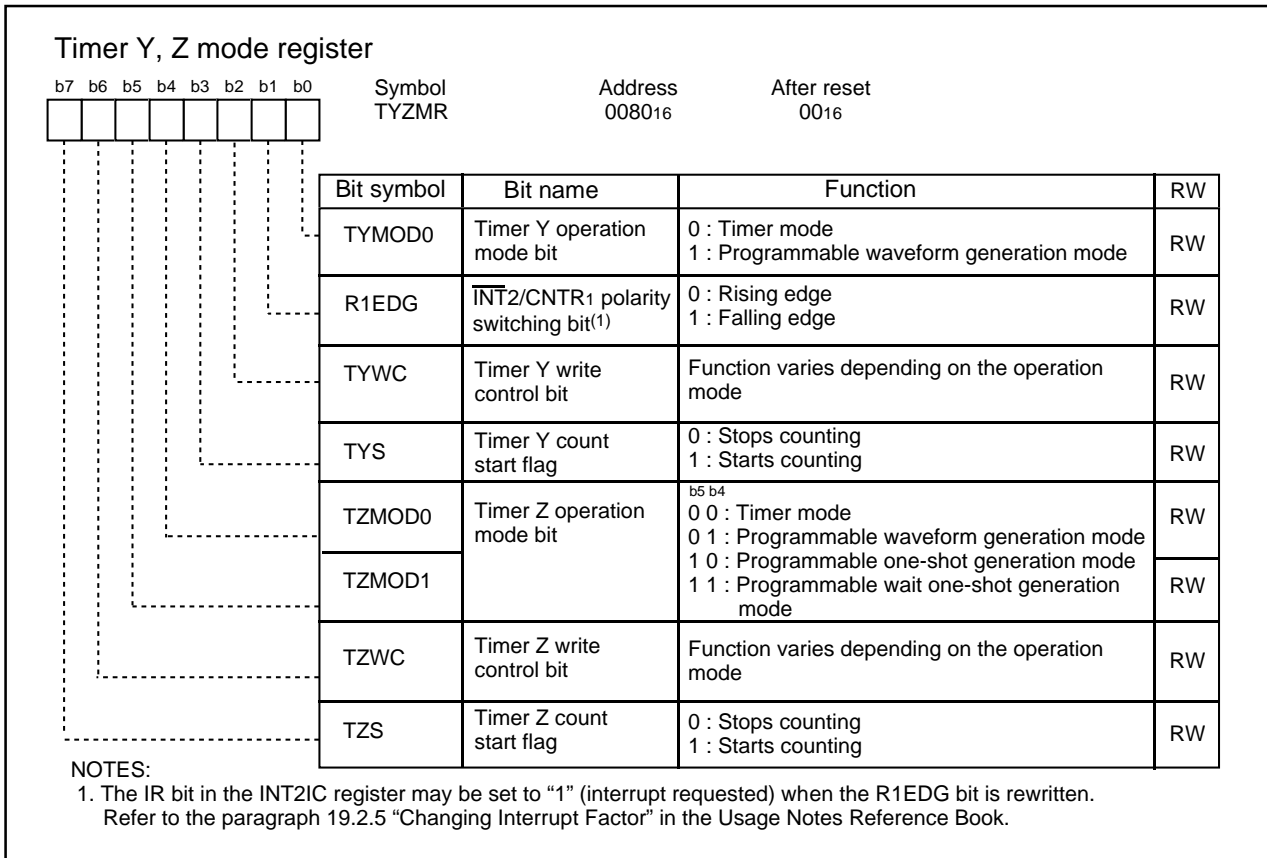 Timer Y, Z mode register
b7 b6 b5 b4 b3 b2 b1 b0
Symbol Address After reset
TYZMR 008016 0016
Bit symbol Bit name Function RW
TYMOD0 Timer Y operation mode bit 0 : Timer mode RW
1 : Programmable waveform generation mode
R1EDG INT2/CNTR1 polarity switching bit(1) 0 : Rising edge RW
1 : Falling edge
TYWC Timer Y write control bit Function varies depending on the operation mode RW
TYS Timer Y count start flag 0 : Stops counting RW
1 : Starts counting
TZMOD0 Timer Z operation mode bit b5 b4 RW
0 0 : Timer mode
0 1 : Programmable waveform generation mode
1 0 : Programmable one-shot generation mode
TZMOD1 1 1 : Programmable wait one-shot generation mode RW
TZWC Timer Z write control bit Function varies depending on the operation mode RW
TZS Timer Z count start flag 0 : Stops counting RW
1 : Starts counting
NOTES:
1. The IR bit in the INT2IC register may be set to “1” (interrupt requested) when the R1EDG bit is rewritten.
Refer to the paragraph 19.2.5 “Changing Interrupt Factor” in the Usage Notes Reference Book.